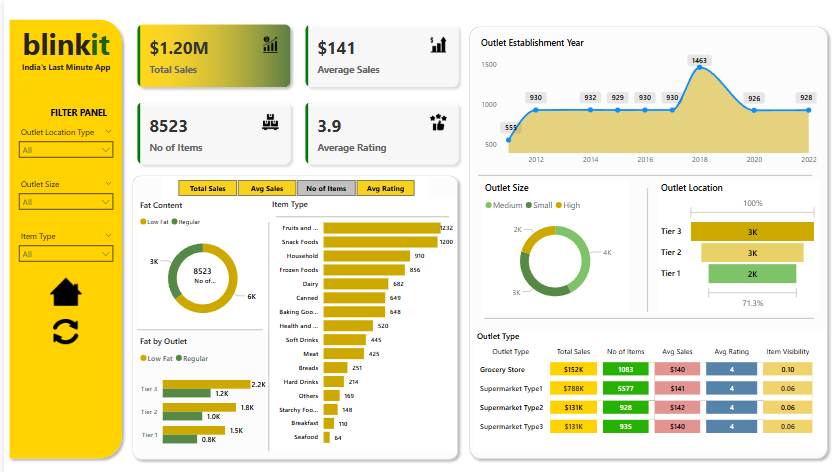 blinkit
India's Last Minute App
FILTER PANEL
Outlet Location Type
All
Outlet Size
All
Item Type
All
$1.20M
Total Sales
$141
Average Sales
8523
No of Items
3.9
Average Rating
Total Sales Avg Sales No of Items Avg Rating
Fat Content
Low Fat Regular
3K
8523
No of...
6K
Fat by Outlet
Low Fat Regular
Tier 3 2.2K
1.2K
Tier 2 1.8K
1.0K
Tier 1 1.5K
0.8K
Item Type
Fruits and ... 1232
Snack Foods 1200
Household 910
Frozen Foods 856
Dairy 682
Canned 649
Baking Goo... 648
Health and ... 520
Soft Drinks 445
Meat 425
Breads 251
Hard Drinks 214
Others 169
Starchy Foo... 148
Breakfast 110
Seafood 64
Outlet Establishment Year
1500
1000
500
555 930 932 929 930 930 1463 926 928
2012 2014 2016 2018 2020 2022
Outlet Size
Medium Small High
2K
4K
3K
Outlet Location
100%
Tier 3 3K
Tier 2 3K
Tier 1 2K
71.3%
Outlet Type
Outlet Type Total Sales No of Items Avg Sales Avg Rating Item Visibility
Grocery Store $152K 1083 $140 4 0.10
Supermarket Type1 $788K 5577 $141 4 0.06
Supermarket Type2 $131K 928 $142 4 0.06
Supermarket Type3 $131K 935 $140 4 0.06